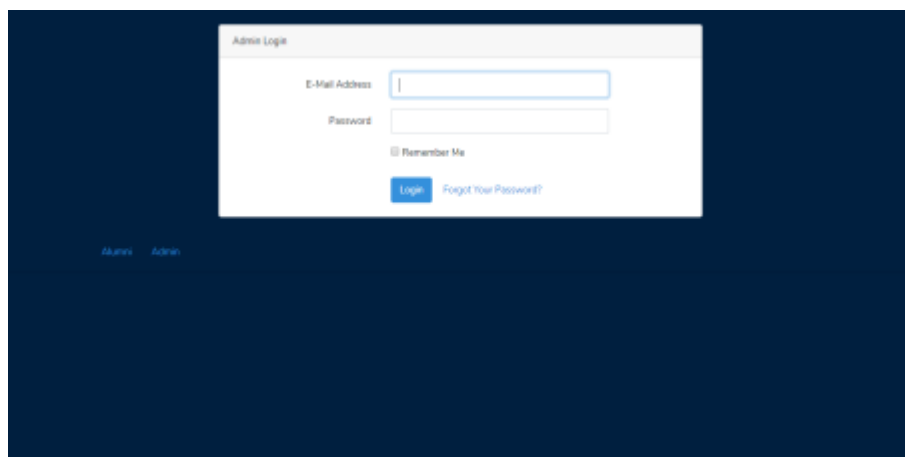 Admin Login
E-Mail Address
Password
Remember Me
Login Forgot Your Password?
Alumni Admin